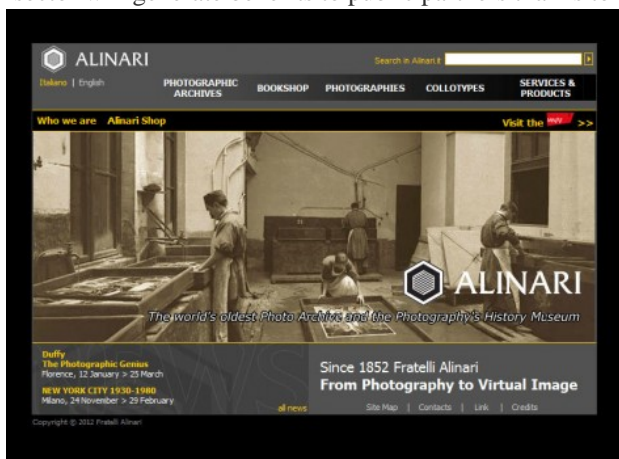 ALINARI
Search in Alinari.it
Italiano | English
PHOTOGRAPHIC ARCHIVES
BOOKSHOP
PHOTOGRAPHIES
COLLOTYPES
SERVICES & PRODUCTS
Who we are Alinari Shop
Visit the >>
ALINARI
The world's oldest Photo Archive and the Photography's History Museum
Duffy
The Photographic Genius
Florence, 12 January > 25 March
NEW YORK CITY 1930-1980
Milano, 24 November > 29 February
all news
Since 1852 Fratelli Alinari
From Photography to Virtual Image
Site Map | Contacts | Link | Credits
Copyright © 2012 Fratelli Alinari